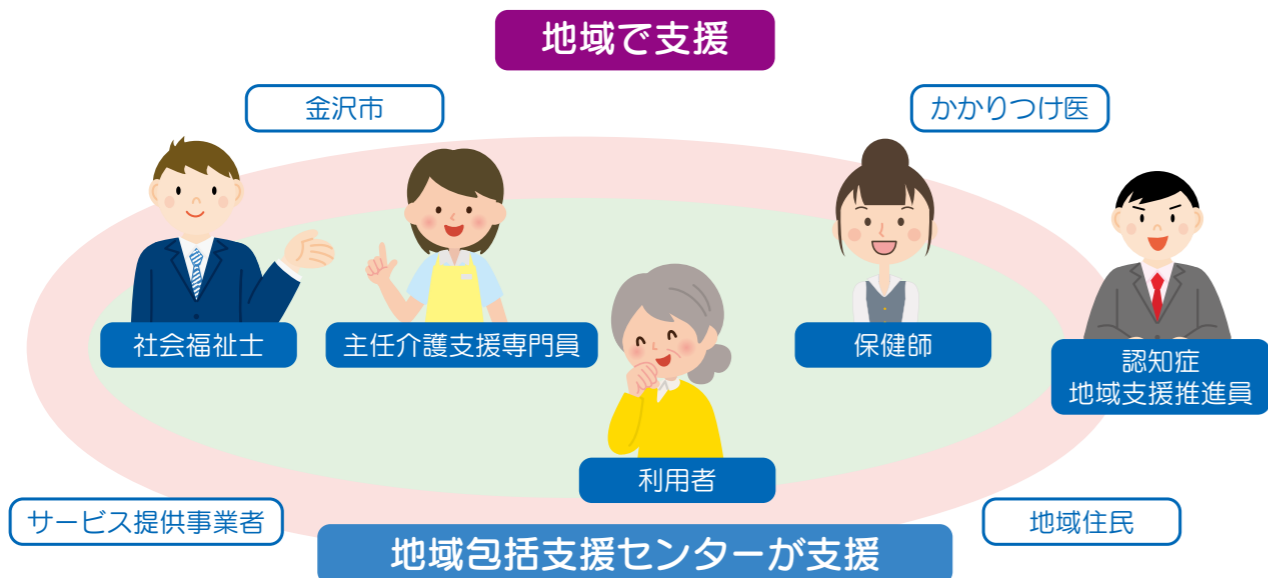 地域で支援
金沢市
かかりつけ医
社会福祉士
主任介護支援専門員
保健師
認知症
地域支援推進員
利用者
サービス提供事業者
地域住民
地域包括支援センターが支援